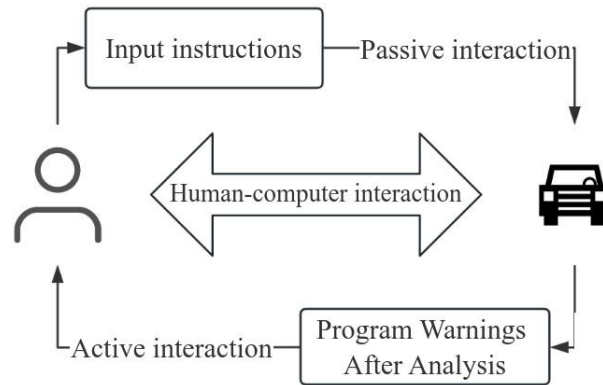 Input instructions
Passive interaction
Human-computer interaction
Active interaction
Program Warnings
After Analysis